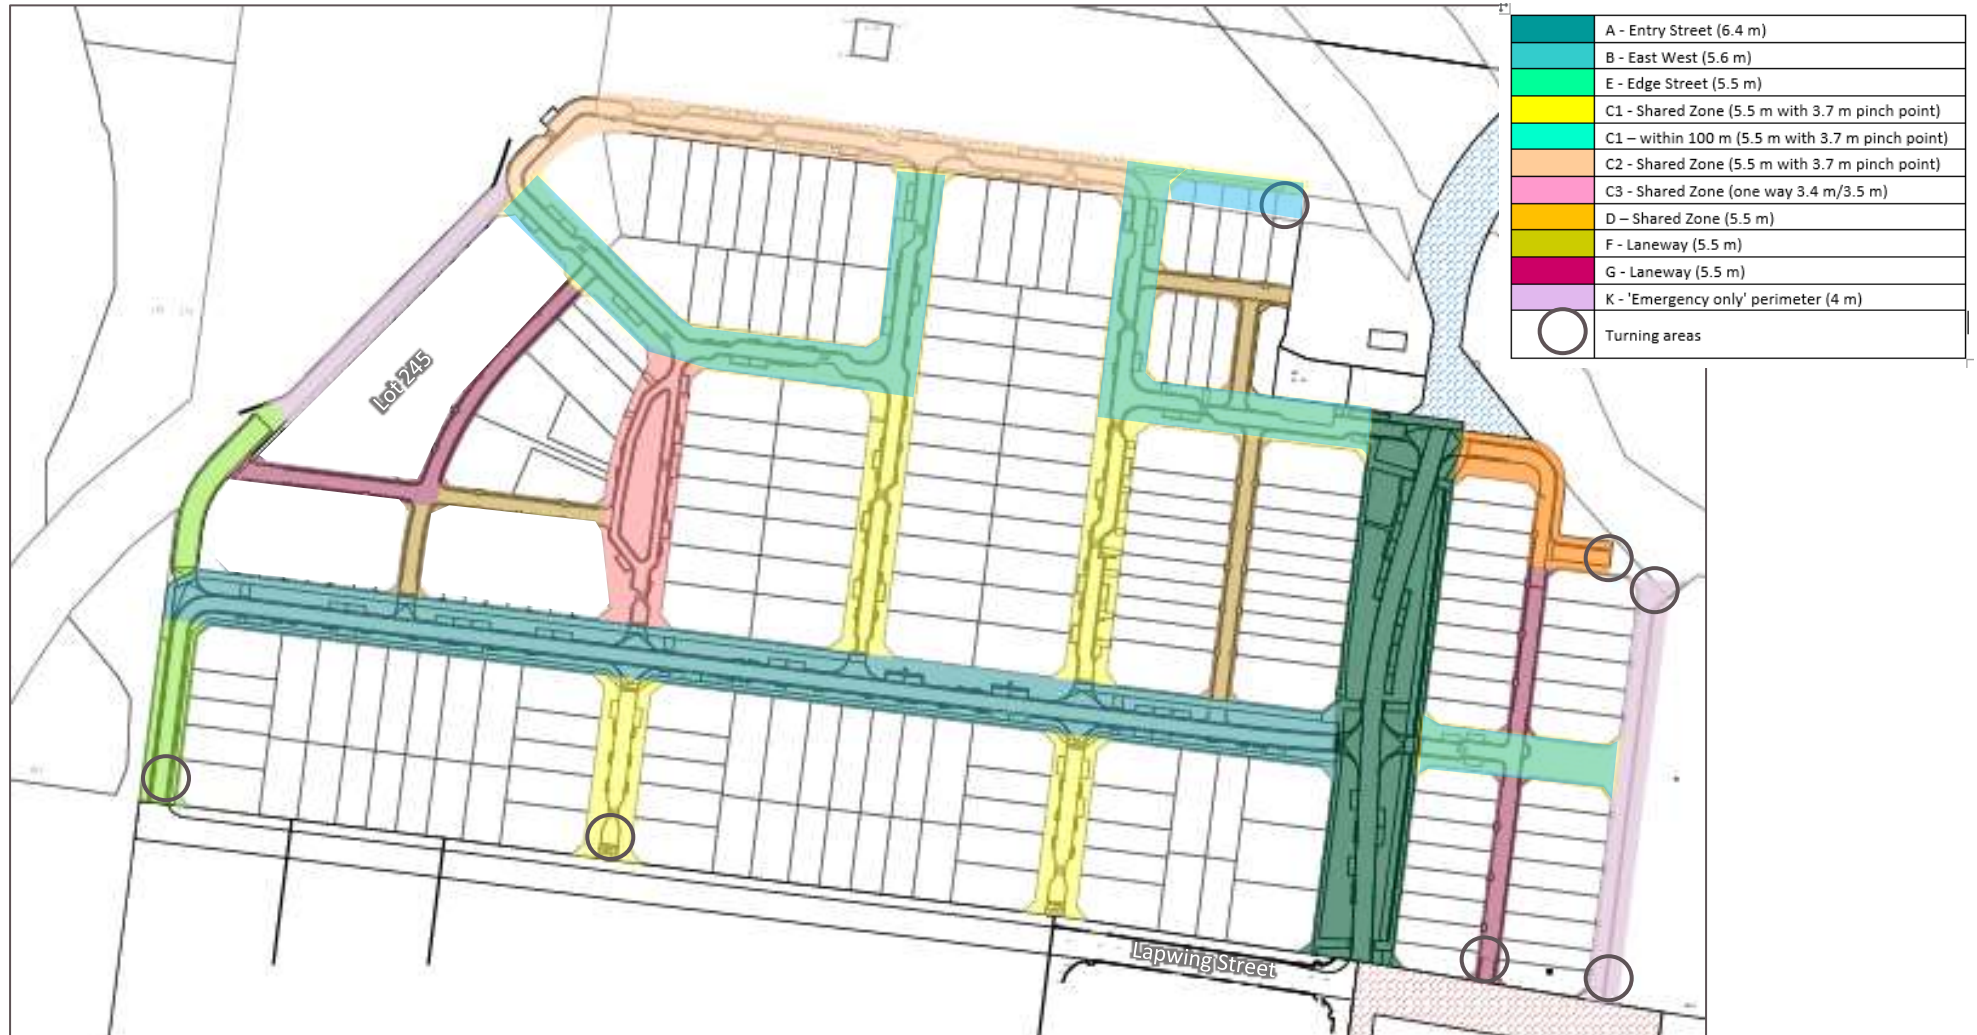 A - Entry Street (6.4 m)
B - East West (5.6 m)
E - Edge Street (5.5 m)
C1 - Shared Zone (5.5 m with 3.7 m pinch point)
C1 – within 100 m (5.5 m with 3.7 m pinch point)
C2 - Shared Zone (5.5 m with 3.7 m pinch point)
C3 - Shared Zone (one way 3.4 m/3.5 m)
D – Shared Zone (5.5 m)
F - Laneway (5.5 m)
G - Laneway (5.5 m)
K - 'Emergency only' perimeter (4 m)
Turning areas
Lot 245
Lapwing Street